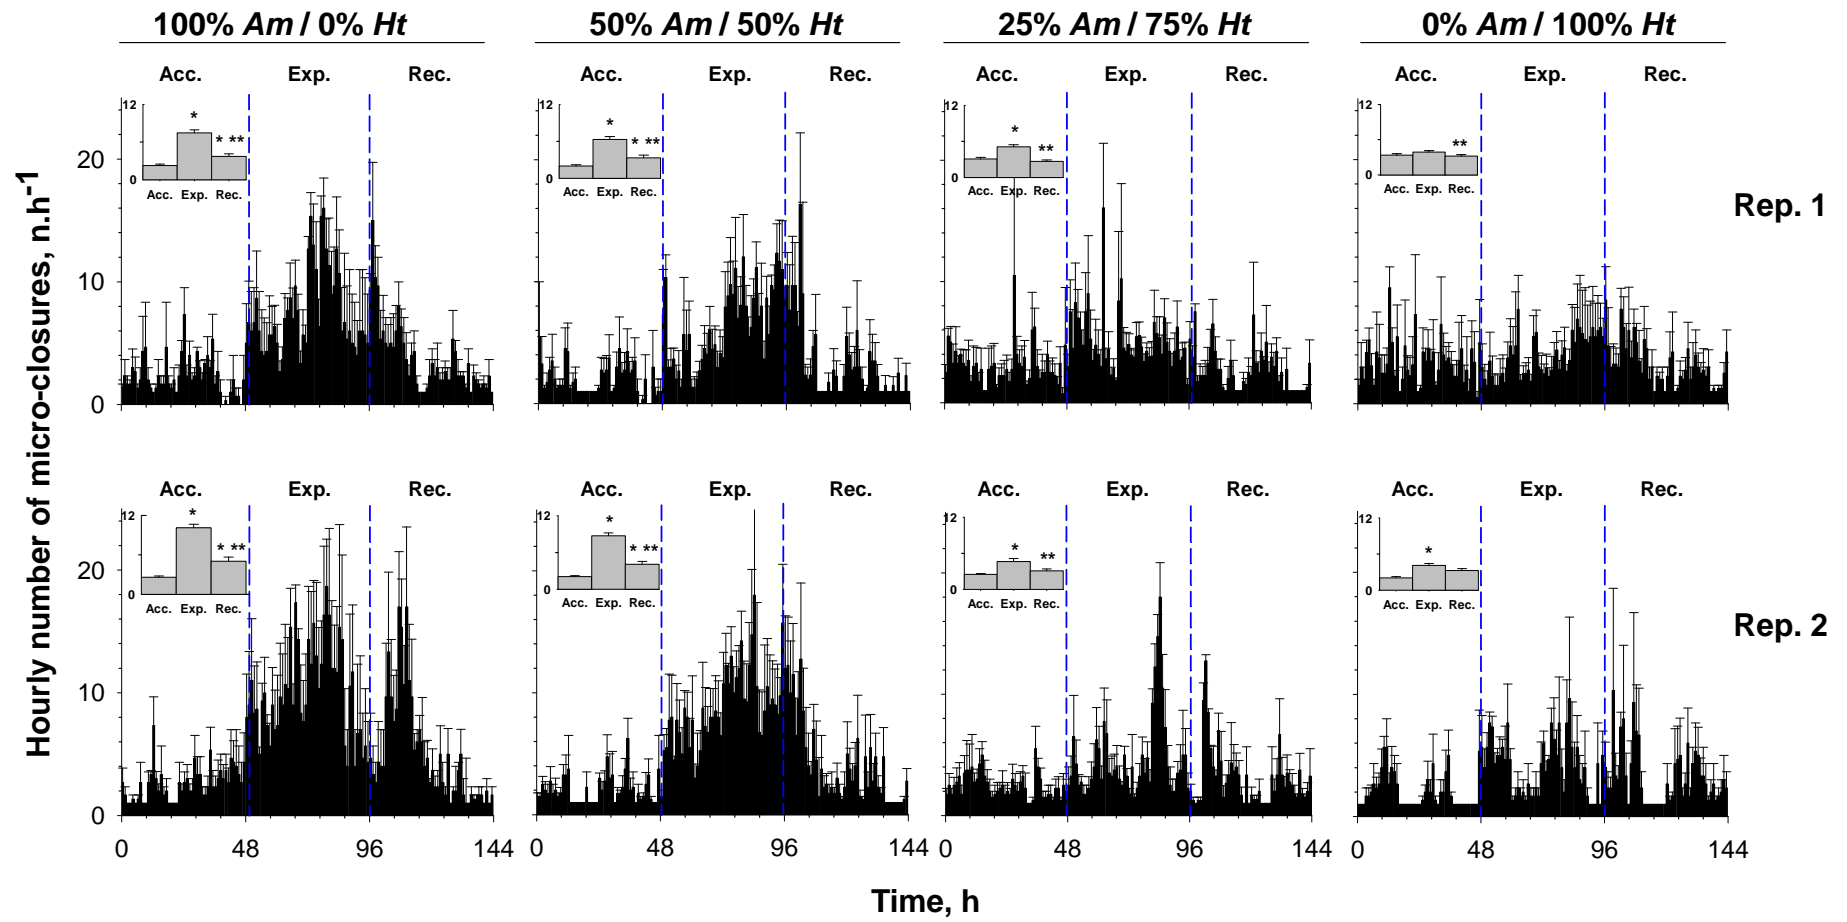 100% Am / 0% Ht 50% Am / 50% Ht 25% Am / 75% Ht 0% Am / 100% Ht
Acc. Exp. Rec. Acc. Exp. Rec. Acc. Exp. Rec. Acc. Exp. Rec.
12 * * ** 0 Acc. Exp. Rec.
12 * * ** 0 Acc. Exp. Rec.
12 * ** 0 Acc. Exp. Rec.
12 ** 0 Acc. Exp. Rec.
20
10
0
Rep. 1
Hourly number of micro-closures, n.h-1
Acc. Exp. Rec. Acc. Exp. Rec. Acc. Exp. Rec. Acc. Exp. Rec.
12 * * ** 0 Acc. Exp. Rec.
12 * * ** 0 Acc. Exp. Rec.
12 * ** 0 Acc. Exp. Rec.
12 * 0 Acc. Exp. Rec.
20
10
0
Rep. 2
0 48 96 144 0 48 96 144 0 48 96 144 0 48 96 144
Time, h